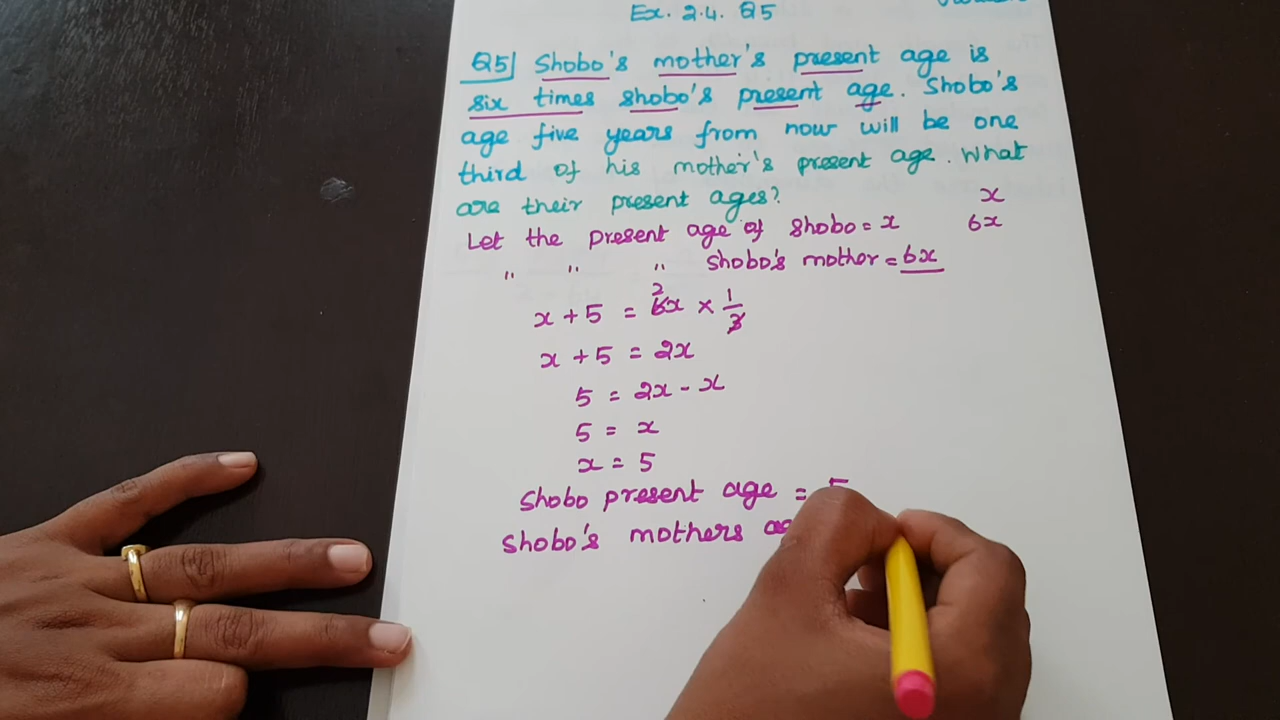 Ex. 2.4. Q5
Q5] Shobo's mother's present age is
six times shobo's present age. Shobo's
age five years from now will be one
third of his mother's present age. What
are their present ages?
x
6x
Let the present age of shobo = x
" " " shobo's mother = 6x
x + 5 = 6x × 1/3
2
x + 5 = 2x
5 = 2x - x
5 = x
x = 5
Shobo present age = 5
Shobo's mothers